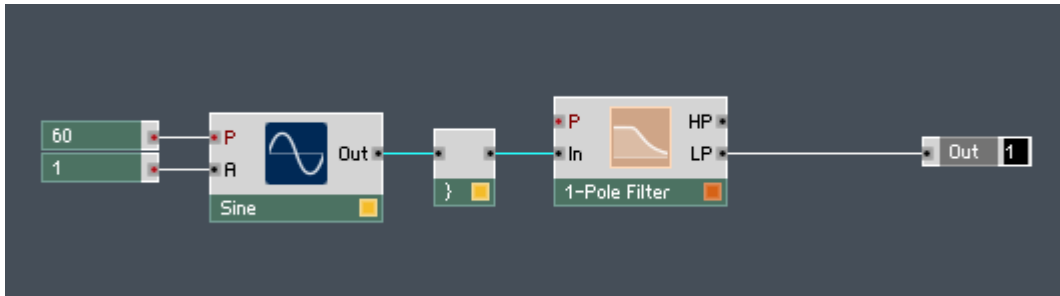 60
1
P
A
Out
Sine
}
P
In
HP
LP
1-Pole Filter
Out 1